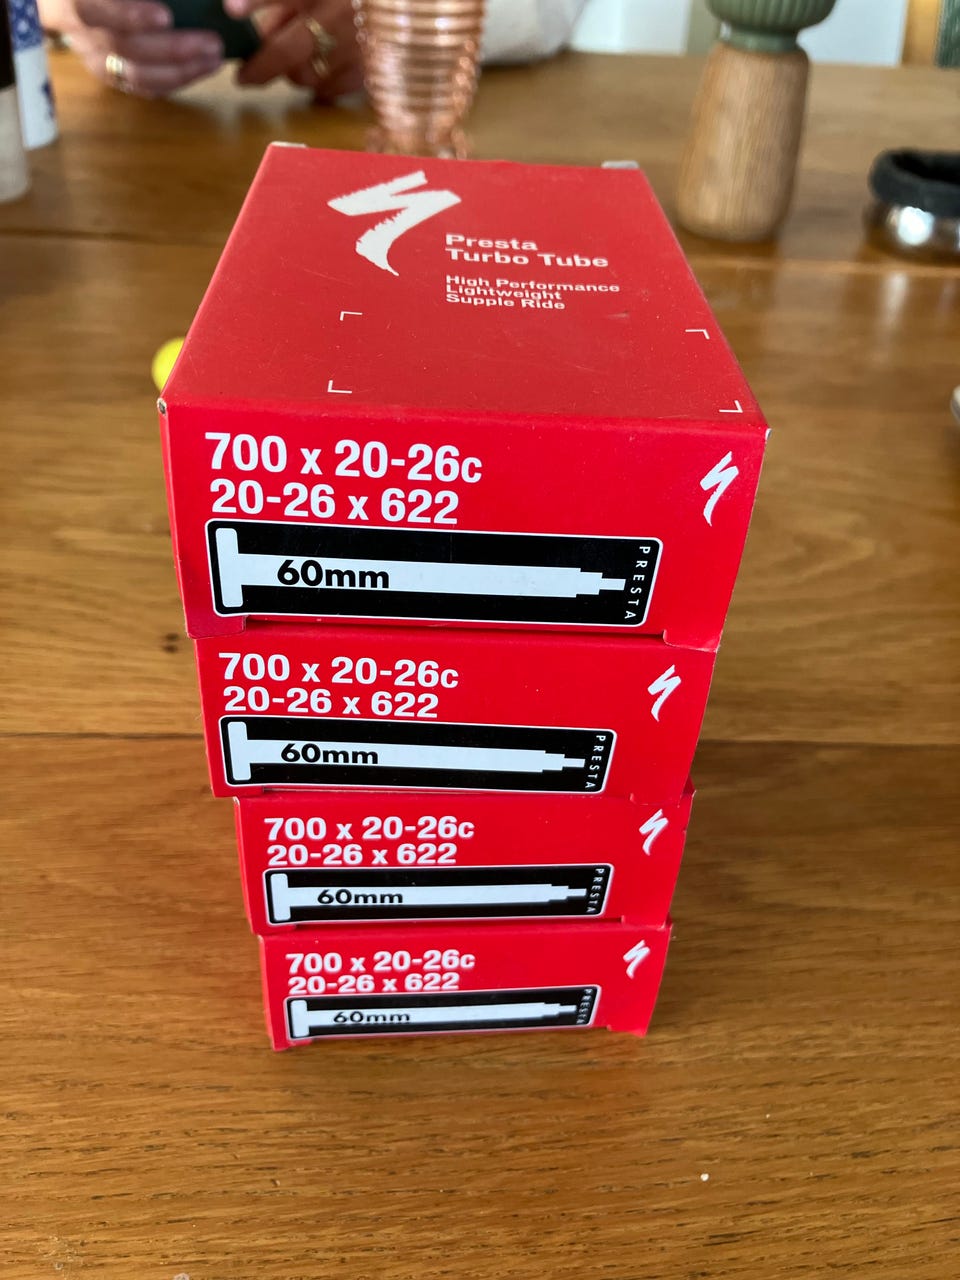 Presta
Turbo Tube
High Performance
Lightweight
Supple Ride
700 x 20-26c
20-26 x 622
60mm
PRESTA
700 x 20-26c
20-26 x 622
60mm
PRESTA
700 x 20-26c
20-26 x 622
60mm
PRESTA
700 x 20-26c
20-26 x 622
60mm
PRESTA